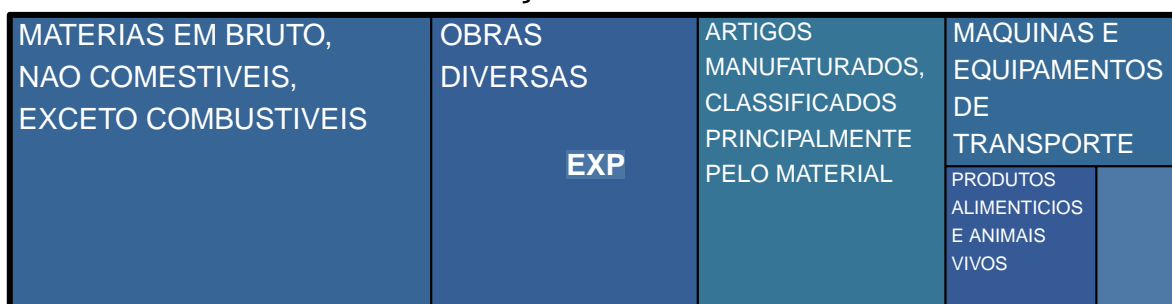 MATERIAS EM BRUTO,
NAO COMESTIVEIS,
EXCETO COMBUSTIVEIS
OBRAS
DIVERSAS
EXP
ARTIGOS
MANUFATURADOS,
CLASSIFICADOS
PRINCIPALMENTE
PELO MATERIAL
MAQUINAS E
EQUIPAMENTOS
DE
TRANSPORTE
PRODUTOS
ALIMENTICIOS
E ANIMAIS
VIVOS